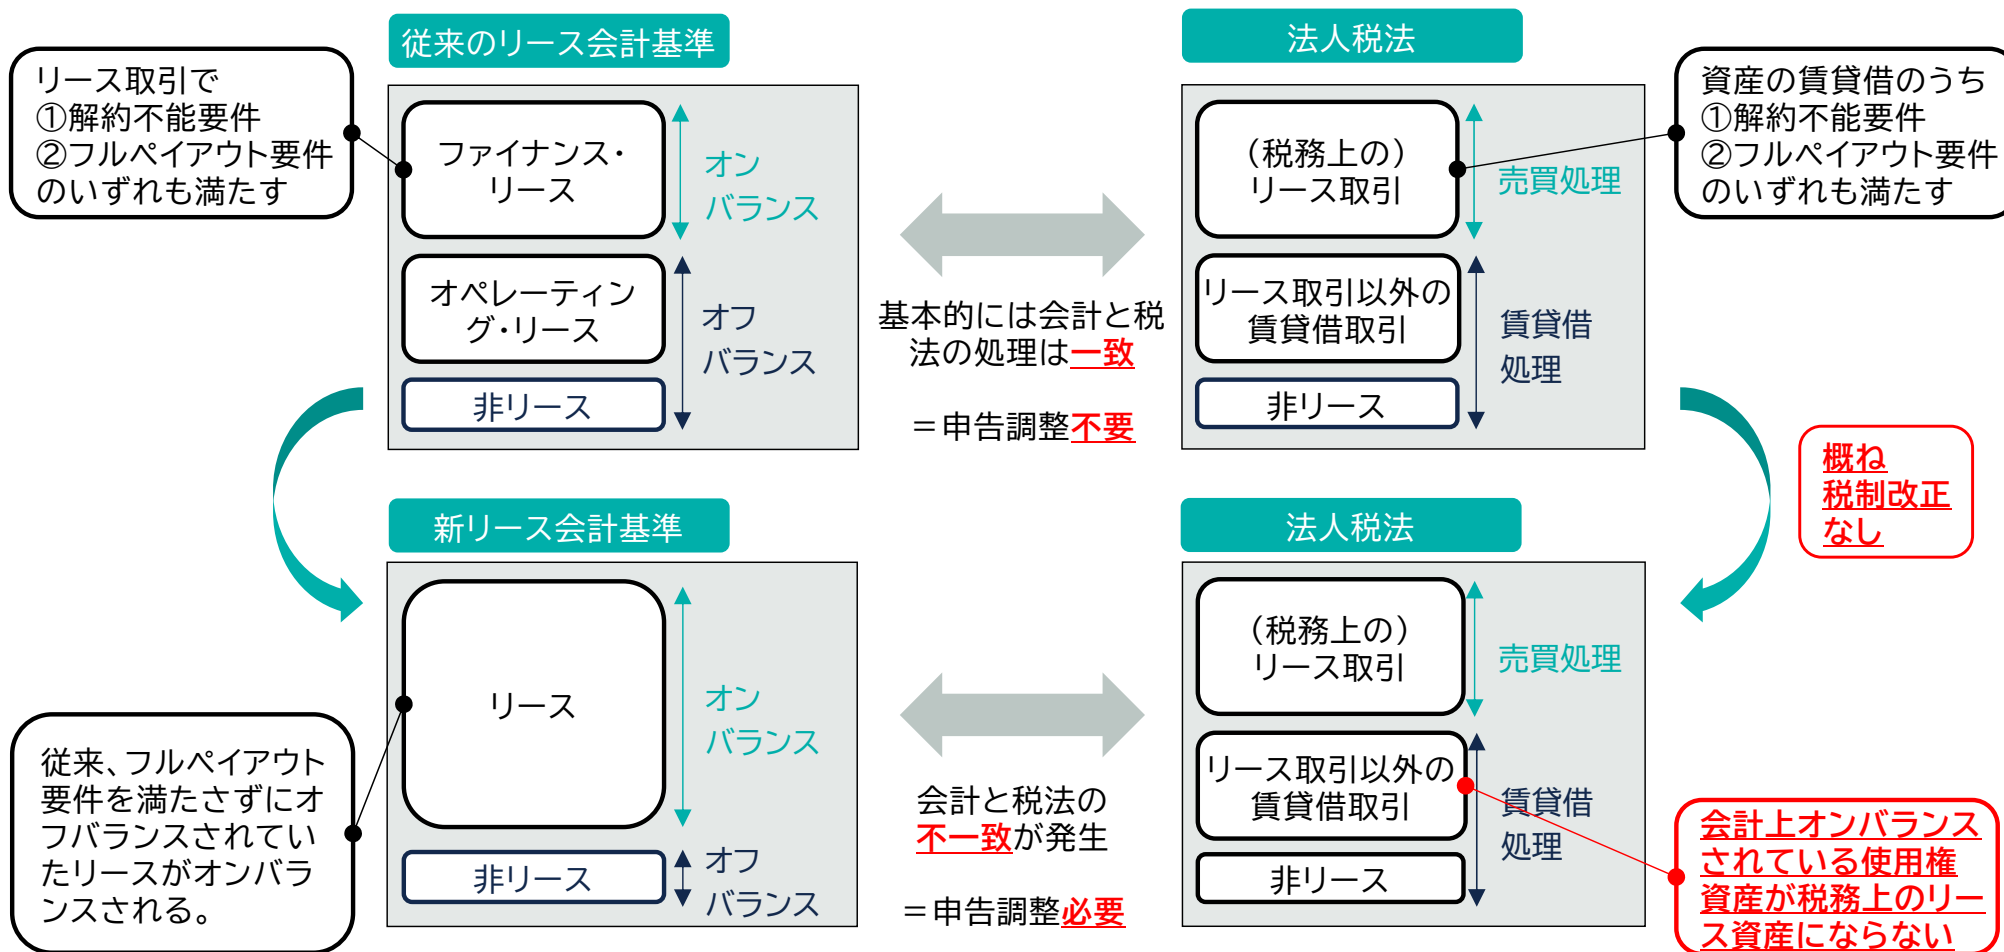 従来のリース会計基準
法人税法
リース取引で
①解約不能要件
②フルペイアウト要件
のいずれも満たす
ファイナンス・
リース
オン
バランス
オペレーティン
グ・リース
オフ
バランス
非リース
基本的には会計と税
法の処理は一致
＝申告調整不要
（税務上の）
リース取引
売買処理
リース取引以外の
賃貸借取引
賃貸借
処理
非リース
資産の賃貸借のうち
①解約不能要件
②フルペイアウト要件
のいずれも満たす
概ね
税制改正
なし
新リース会計基準
法人税法
リース
オン
バランス
非リース
オフ
バランス
従来、フルペイアウト
要件を満たさずにオ
フバランスされてい
たリースがオンバラ
ンスされる。
会計と税法の
不一致が発生
＝申告調整必要
（税務上の）
リース取引
売買処理
リース取引以外の
賃貸借取引
賃貸借
処理
非リース
会計上オンバランス
されている使用権
資産が税務上のリー
ス資産にならない